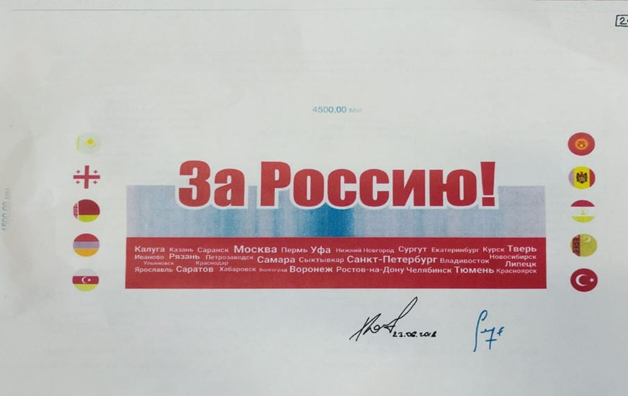 4500,00 мм
За Россию!
Калуга Казань Саранск Москва Пермь Уфа Нижний Новгород Сургут Екатеринбург Курск Тверь
Иваново Рязань Петрозаводск Самара Сыктывкар Санкт-Петербург Владивосток Новосибирск
Ульяновск Краснодар Липецк
Ярославль Саратов Хабаровск Волгоград Воронеж Ростов-на-Дону Челябинск Тюмень Красноярск